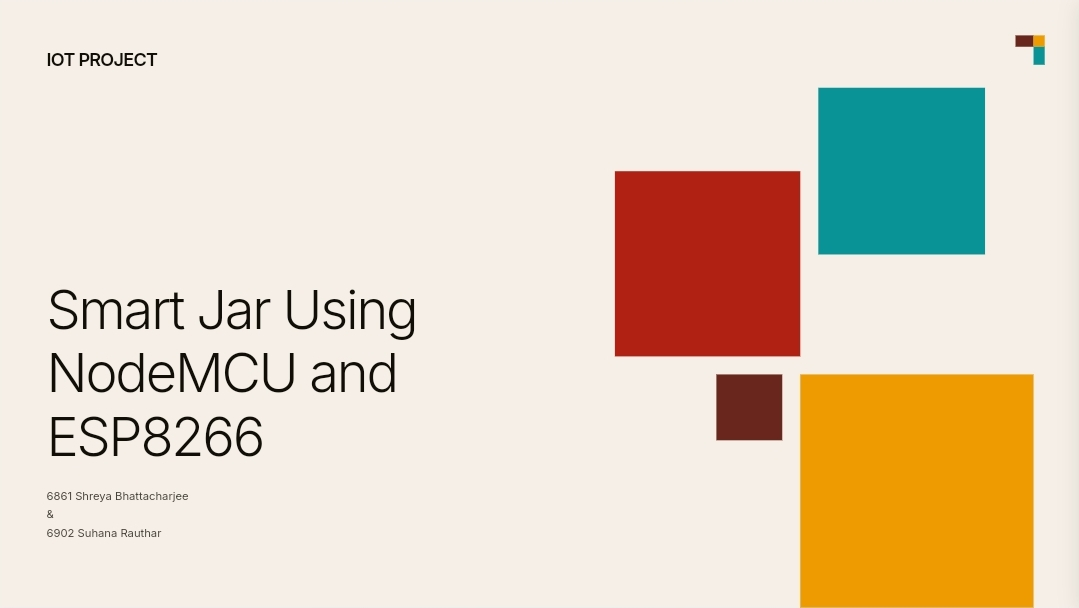 IOT PROJECT
Smart Jar Using
NodeMCU and
ESP8266
6861 Shreya Bhattacharjee
&
6902 Suhana Rauthar